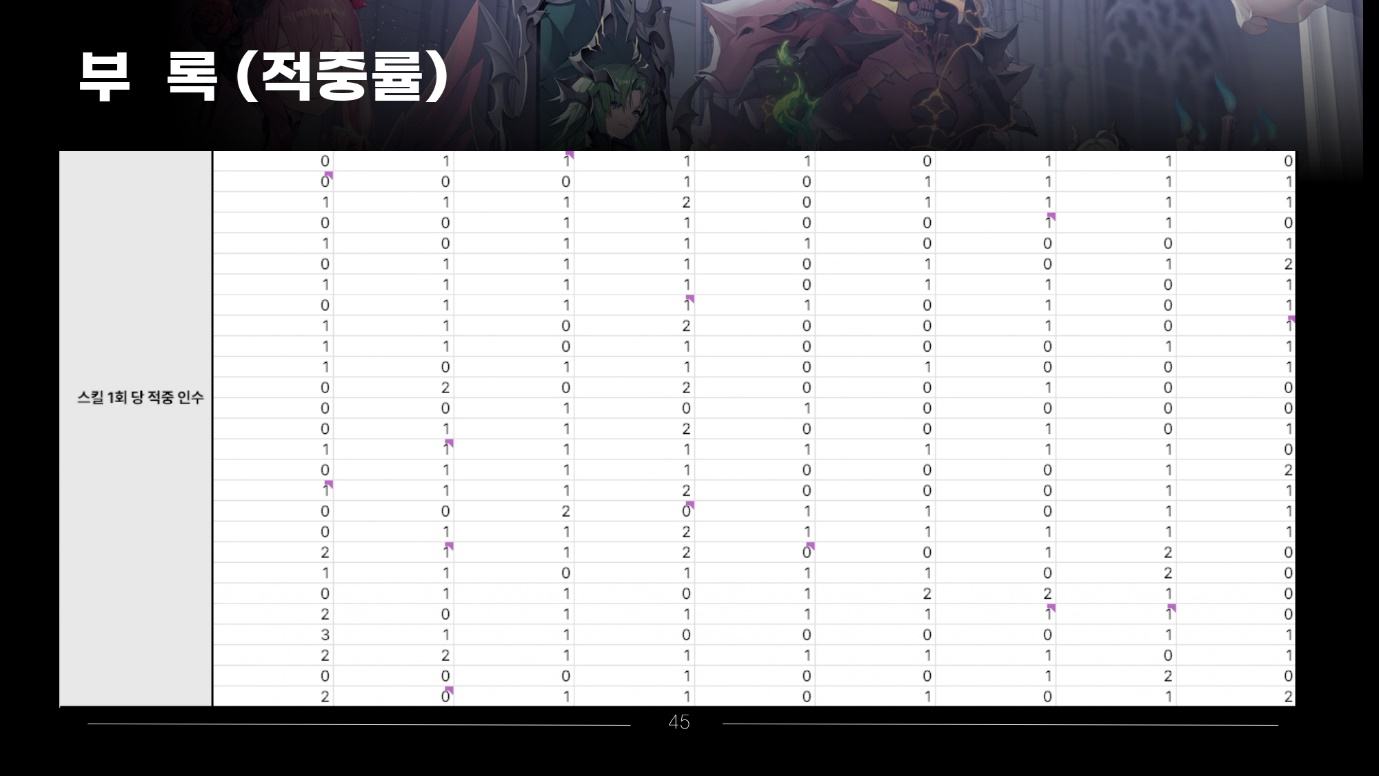 부 록 (적중률)
스킬 1회 당 적중 인수
0 1 1 1 1 0 1 1 0
0 0 0 1 0 1 1 1 1
1 1 1 2 0 1 1 1 1
0 0 1 1 0 0 1 1 0
1 0 1 1 1 0 0 0 1
0 1 1 1 0 1 0 1 2
1 1 1 1 0 1 1 0 1
0 1 1 1 1 0 1 0 1
1 1 0 2 0 0 1 0 1
1 1 0 1 0 0 0 1 1
1 0 1 1 0 1 0 0 1
0 2 0 2 0 0 1 0 0
0 0 1 0 1 0 0 0 0
0 1 1 2 0 0 1 0 1
1 1 1 1 1 1 1 1 0
0 1 1 1 0 0 0 1 2
1 1 1 2 0 0 0 1 1
0 0 2 0 1 1 0 1 1
0 1 1 2 1 1 1 1 1
2 1 1 2 0 0 1 2 0
1 1 0 1 1 1 0 2 0
0 1 1 0 1 2 2 1 0
2 0 1 1 1 1 1 1 0
3 1 1 0 0 0 0 1 1
2 2 1 1 1 1 1 0 1
0 0 0 1 0 0 1 2 0
2 0 1 1 0 1 0 1 2
45